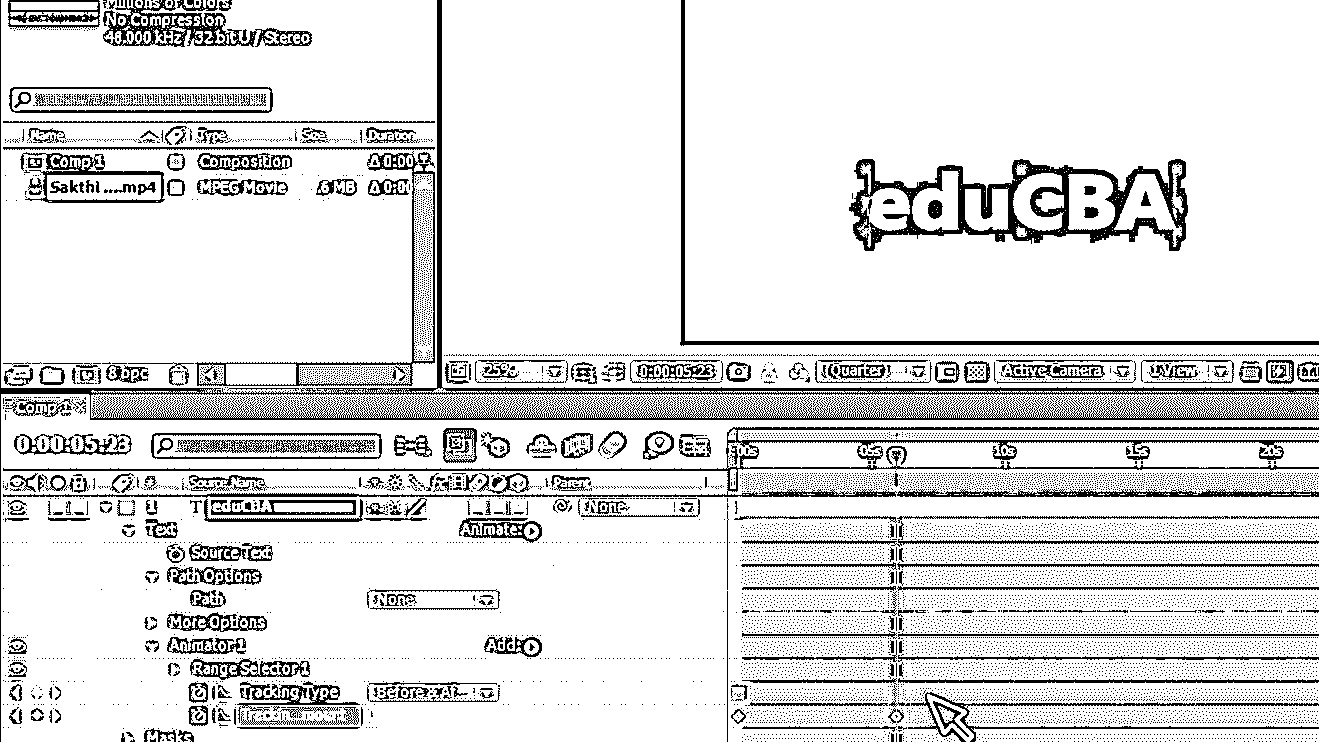 Millions of Colors
No Compression
48.000 kHz / 32 bit U / Stereo
Name Type Size Duration
Comp 1 Composition Δ 0:00
Sakthi ....mp4 MPEG Movie .6 MB Δ 0:00
eduCBA
8 bpc
25% 0:00:05:23 (Quarter) Active Camera 1 View
Comp 1
0:00:05:23
00s 05s 10s 15s 20s
# Source Name Parent
1 T eduCBA None
Text Animate:
Source Text
Path Options
Path None
More Options
Animator 1 Add:
Range Selector 1
Tracking Type Before & Af...
Masks